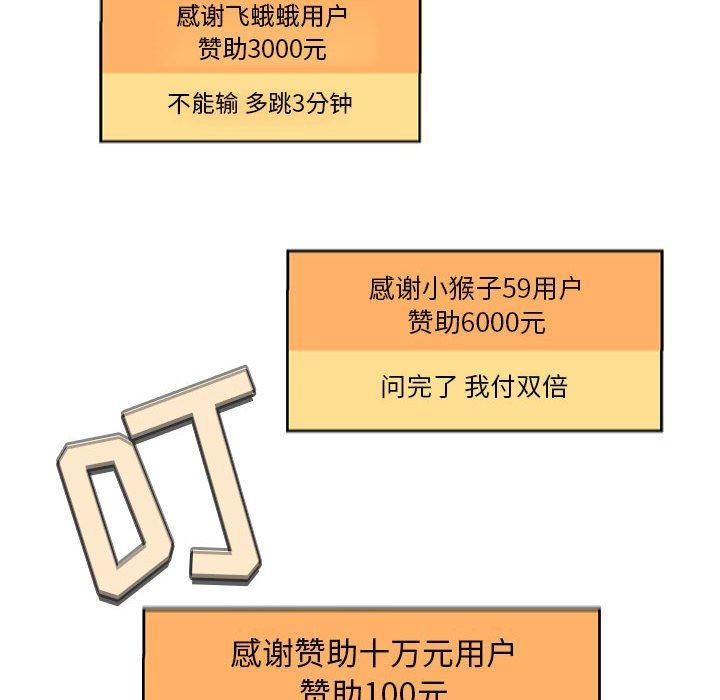 感谢飞蛾蛾用户
赞助3000元
不能输 多跳3分钟
感谢小猴子59用户
赞助6000元
问完了 我付双倍
叮
感谢赞助十万元用户
赞助100元